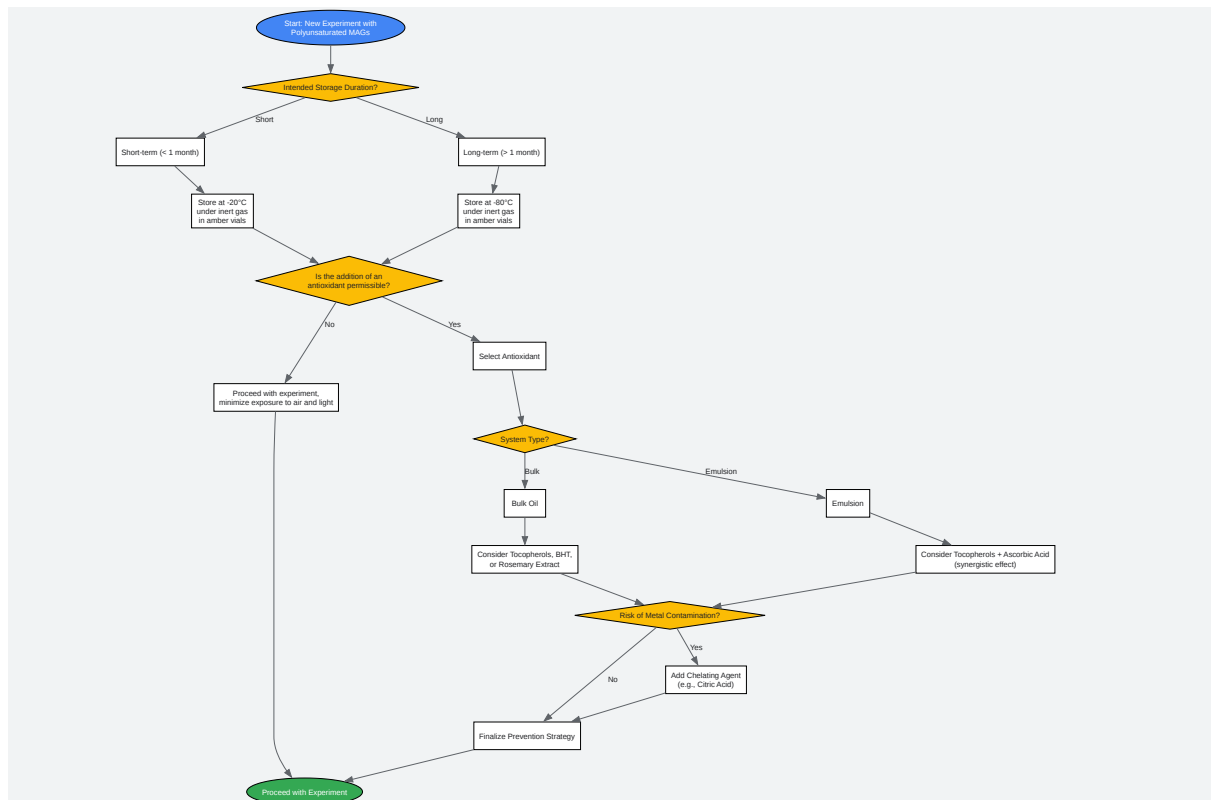 Start: New Experiment with
Polyunsaturated MAGs
Intended Storage Duration?
Short
Long
Short-term (< 1 month)
Long-term (> 1 month)
Store at -20°C
under inert gas
in amber vials
Store at -80°C
under inert gas
in amber vials
Is the addition of an
antioxidant permissible?
No
Yes
Select Antioxidant
Proceed with experiment,
minimize exposure to air and light
System Type?
Bulk
Emulsion
Bulk Oil
Emulsion
Consider Tocopherols, BHT,
or Rosemary Extract
Consider Tocopherols + Ascorbic Acid
(synergistic effect)
Risk of Metal Contamination?
Yes
No
Add Chelating Agent
(e.g., Citric Acid)
Finalize Prevention Strategy
Proceed with Experiment